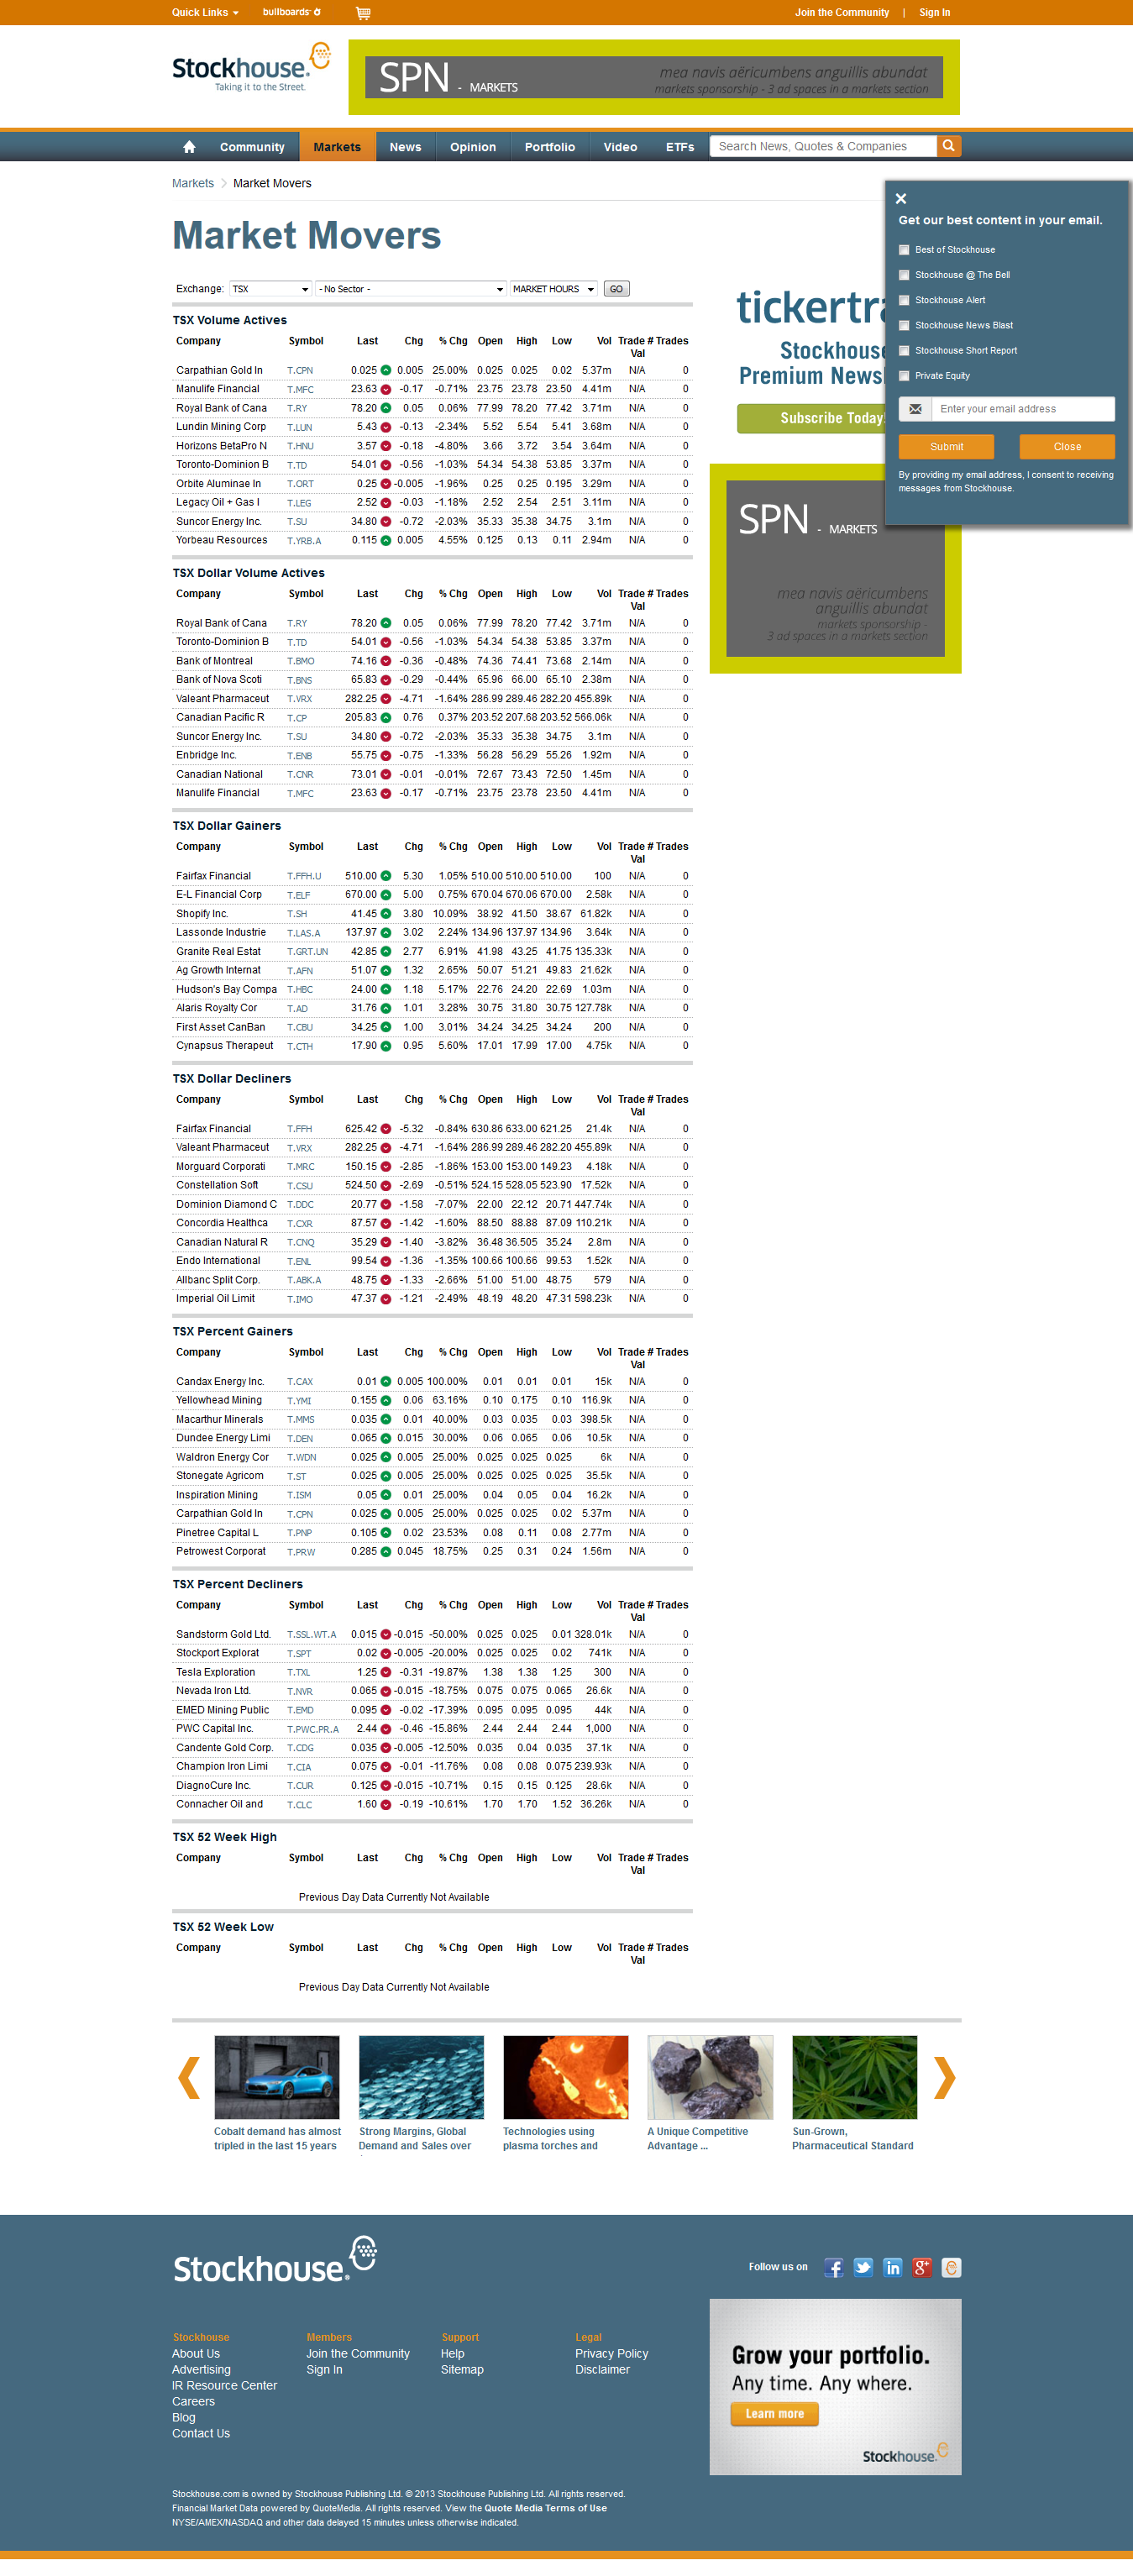 Quick Links
bullboards
Join the Community | Sign In
Stockhouse.
Taking it to the Street.
SPN - MARKETS
mea navis aëricumbens anguillis abundat
markets sponsorship - 3 ad spaces in a markets section
Community Markets News Opinion Portfolio Video ETFs
Search News, Quotes & Companies
Markets Market Movers
Market Movers
Get our best content in your email.
Best of Stockhouse
Stockhouse @ The Bell
Stockhouse Alert
Stockhouse News Blast
Stockhouse Short Report
Private Equity
Enter your email address
Submit Close
By providing my email address, I consent to receiving
messages from Stockhouse.
Exchange: TSX - No Sector - MARKET HOURS GO
TSX Volume Actives
Company Symbol Last Chg % Chg Open High Low Vol Trade # Trades
Val
Carpathian Gold In T.CPN 0.025 0.005 25.00% 0.025 0.025 0.02 5.37m N/A 0
Manulife Financial T.MFC 23.63 -0.17 -0.71% 23.75 23.78 23.50 4.41m N/A 0
Royal Bank of Cana T.RY 78.20 0.05 0.06% 77.99 78.20 77.42 3.71m N/A 0
Lundin Mining Corp T.LUN 5.43 -0.13 -2.34% 5.52 5.54 5.41 3.68m N/A 0
Horizons BetaPro N T.HNU 3.57 -0.18 -4.80% 3.66 3.72 3.54 3.64m N/A 0
Toronto-Dominion B T.TD 54.01 -0.56 -1.03% 54.34 54.38 53.85 3.37m N/A 0
Orbite Aluminae In T.ORT 0.25 -0.005 -1.96% 0.25 0.25 0.195 3.29m N/A 0
Legacy Oil + Gas I T.LEG 2.52 -0.03 -1.18% 2.52 2.54 2.51 3.11m N/A 0
Suncor Energy Inc. T.SU 34.80 -0.72 -2.03% 35.33 35.38 34.75 3.1m N/A 0
Yorbeau Resources T.YRB.A 0.115 0.005 4.55% 0.125 0.13 0.11 2.94m N/A 0
tickertra
Stockhouse
Premium Newsl
Subscribe Today!
SPN - MARKETS
mea navis aëricumbens
anguillis abundat
markets sponsorship -
3 ad spaces in a markets section
TSX Dollar Volume Actives
Company Symbol Last Chg % Chg Open High Low Vol Trade # Trades
Val
Royal Bank of Cana T.RY 78.20 0.05 0.06% 77.99 78.20 77.42 3.71m N/A 0
Toronto-Dominion B T.TD 54.01 -0.56 -1.03% 54.34 54.38 53.85 3.37m N/A 0
Bank of Montreal T.BMO 74.16 -0.36 -0.48% 74.36 74.41 73.68 2.14m N/A 0
Bank of Nova Scoti T.BNS 65.83 -0.29 -0.44% 65.96 66.00 65.10 2.38m N/A 0
Valeant Pharmaceut T.VRX 282.25 -4.71 -1.64% 286.99 289.46 282.20 455.89k N/A 0
Canadian Pacific R T.CP 205.83 0.76 0.37% 203.52 207.68 203.52 566.06k N/A 0
Suncor Energy Inc. T.SU 34.80 -0.72 -2.03% 35.33 35.38 34.75 3.1m N/A 0
Enbridge Inc. T.ENB 55.75 -0.75 -1.33% 56.28 56.29 55.26 1.92m N/A 0
Canadian National T.CNR 73.01 -0.01 -0.01% 72.67 73.43 72.50 1.45m N/A 0
Manulife Financial T.MFC 23.63 -0.17 -0.71% 23.75 23.78 23.50 4.41m N/A 0
TSX Dollar Gainers
Company Symbol Last Chg % Chg Open High Low Vol Trade # Trades
Val
Fairfax Financial T.FFH.U 510.00 5.30 1.05% 510.00 510.00 510.00 100 N/A 0
E-L Financial Corp T.ELF 670.00 5.00 0.75% 670.04 670.06 670.00 2.58k N/A 0
Shopify Inc. T.SH 41.45 3.80 10.09% 38.92 41.50 38.67 61.82k N/A 0
Lassonde Industrie T.LAS.A 137.97 3.02 2.24% 134.96 137.97 134.96 3.64k N/A 0
Granite Real Estat T.GRT.UN 42.85 2.77 6.91% 41.98 43.25 41.75 135.33k N/A 0
Ag Growth Internat T.AFN 51.07 1.32 2.65% 50.07 51.21 49.83 21.62k N/A 0
Hudson's Bay Compa T.HBC 24.00 1.18 5.17% 22.76 24.20 22.69 1.03m N/A 0
Alaris Royalty Cor T.AD 31.76 1.01 3.28% 30.75 31.80 30.75 127.78k N/A 0
First Asset CanBan T.CBU 34.25 1.00 3.01% 34.24 34.25 34.24 200 N/A 0
Cynapsus Therapeut T.CTH 17.90 0.95 5.60% 17.01 17.99 17.00 4.75k N/A 0
TSX Dollar Decliners
Company Symbol Last Chg % Chg Open High Low Vol Trade # Trades
Val
Fairfax Financial T.FFH 625.42 -5.32 -0.84% 630.86 633.00 621.25 21.4k N/A 0
Valeant Pharmaceut T.VRX 282.25 -4.71 -1.64% 286.99 289.46 282.20 455.89k N/A 0
Morguard Corporati T.MRC 150.15 -2.85 -1.86% 153.00 153.00 149.23 4.18k N/A 0
Constellation Soft T.CSU 524.50 -2.69 -0.51% 524.15 528.05 523.90 17.52k N/A 0
Dominion Diamond C T.DDC 20.77 -1.58 -7.07% 22.00 22.12 20.71 447.74k N/A 0
Concordia Healthca T.CXR 87.57 -1.42 -1.60% 88.50 88.88 87.09 110.21k N/A 0
Canadian Natural R T.CNQ 35.29 -1.40 -3.82% 36.48 36.505 35.24 2.8m N/A 0
Endo International T.ENL 99.54 -1.36 -1.35% 100.66 100.66 99.53 1.52k N/A 0
Allbanc Split Corp. T.ABK.A 48.75 -1.33 -2.66% 51.00 51.00 48.75 579 N/A 0
Imperial Oil Limit T.IMO 47.37 -1.21 -2.49% 48.19 48.20 47.31 598.23k N/A 0
TSX Percent Gainers
Company Symbol Last Chg % Chg Open High Low Vol Trade # Trades
Val
Candax Energy Inc. T.CAX 0.01 0.005 100.00% 0.01 0.01 0.01 15k N/A 0
Yellowhead Mining T.YMI 0.155 0.06 63.16% 0.10 0.175 0.10 116.9k N/A 0
Macarthur Minerals T.MMS 0.035 0.01 40.00% 0.03 0.035 0.03 398.5k N/A 0
Dundee Energy Limi T.DEN 0.065 0.015 30.00% 0.06 0.065 0.06 10.5k N/A 0
Waldron Energy Cor T.WDN 0.025 0.005 25.00% 0.025 0.025 0.025 6k N/A 0
Stonegate Agricom T.ST 0.025 0.005 25.00% 0.025 0.025 0.025 35.5k N/A 0
Inspiration Mining T.ISM 0.05 0.01 25.00% 0.04 0.05 0.04 16.2k N/A 0
Carpathian Gold In T.CPN 0.025 0.005 25.00% 0.025 0.025 0.02 5.37m N/A 0
Pinetree Capital L T.PNP 0.105 0.02 23.53% 0.08 0.11 0.08 2.77m N/A 0
Petrowest Corporat T.PRW 0.285 0.045 18.75% 0.25 0.31 0.24 1.56m N/A 0
TSX Percent Decliners
Company Symbol Last Chg % Chg Open High Low Vol Trade # Trades
Val
Sandstorm Gold Ltd. T.SSL.WT.A 0.015 -0.015 -50.00% 0.025 0.025 0.01 328.01k N/A 0
Stockport Explorat T.SPT 0.02 -0.005 -20.00% 0.025 0.025 0.02 741k N/A 0
Tesla Exploration T.TXL 1.25 -0.31 -19.87% 1.38 1.38 1.25 300 N/A 0
Nevada Iron Ltd. T.NVR 0.065 -0.015 -18.75% 0.075 0.075 0.065 26.6k N/A 0
EMED Mining Public T.EMD 0.095 -0.02 -17.39% 0.095 0.095 0.095 44k N/A 0
PWC Capital Inc. T.PWC.PR.A 2.44 -0.46 -15.86% 2.44 2.44 2.44 1,000 N/A 0
Candente Gold Corp. T.CDG 0.035 -0.005 -12.50% 0.035 0.04 0.035 37.1k N/A 0
Champion Iron Limi T.CIA 0.075 -0.01 -11.76% 0.08 0.08 0.075 239.93k N/A 0
DiagnoCure Inc. T.CUR 0.125 -0.015 -10.71% 0.15 0.15 0.125 28.6k N/A 0
Connacher Oil and T.CLC 1.60 -0.19 -10.61% 1.70 1.70 1.52 36.26k N/A 0
TSX 52 Week High
Company Symbol Last Chg % Chg Open High Low Vol Trade # Trades
Val
Previous Day Data Currently Not Available
TSX 52 Week Low
Company Symbol Last Chg % Chg Open High Low Vol Trade # Trades
Val
Previous Day Data Currently Not Available
Cobalt demand has almost
tripled in the last 15 years
Strong Margins, Global
Demand and Sales over
Technologies using
plasma torches and
A Unique Competitive
Advantage ...
Sun-Grown,
Pharmaceutical Standard
Stockhouse.
Follow us on
Stockhouse
About Us
Advertising
IR Resource Center
Careers
Blog
Contact Us
Members
Join the Community
Sign In
Support
Help
Sitemap
Legal
Privacy Policy
Disclaimer
Grow your portfolio.
Any time. Any where.
Learn more
Stockhouse.
Stockhouse.com is owned by Stockhouse Publishing Ltd. © 2013 Stockhouse Publishing Ltd. All rights reserved.
Financial Market Data powered by QuoteMedia. All rights reserved. View the Quote Media Terms of Use
NYSE/AMEX/NASDAQ and other data delayed 15 minutes unless otherwise indicated.